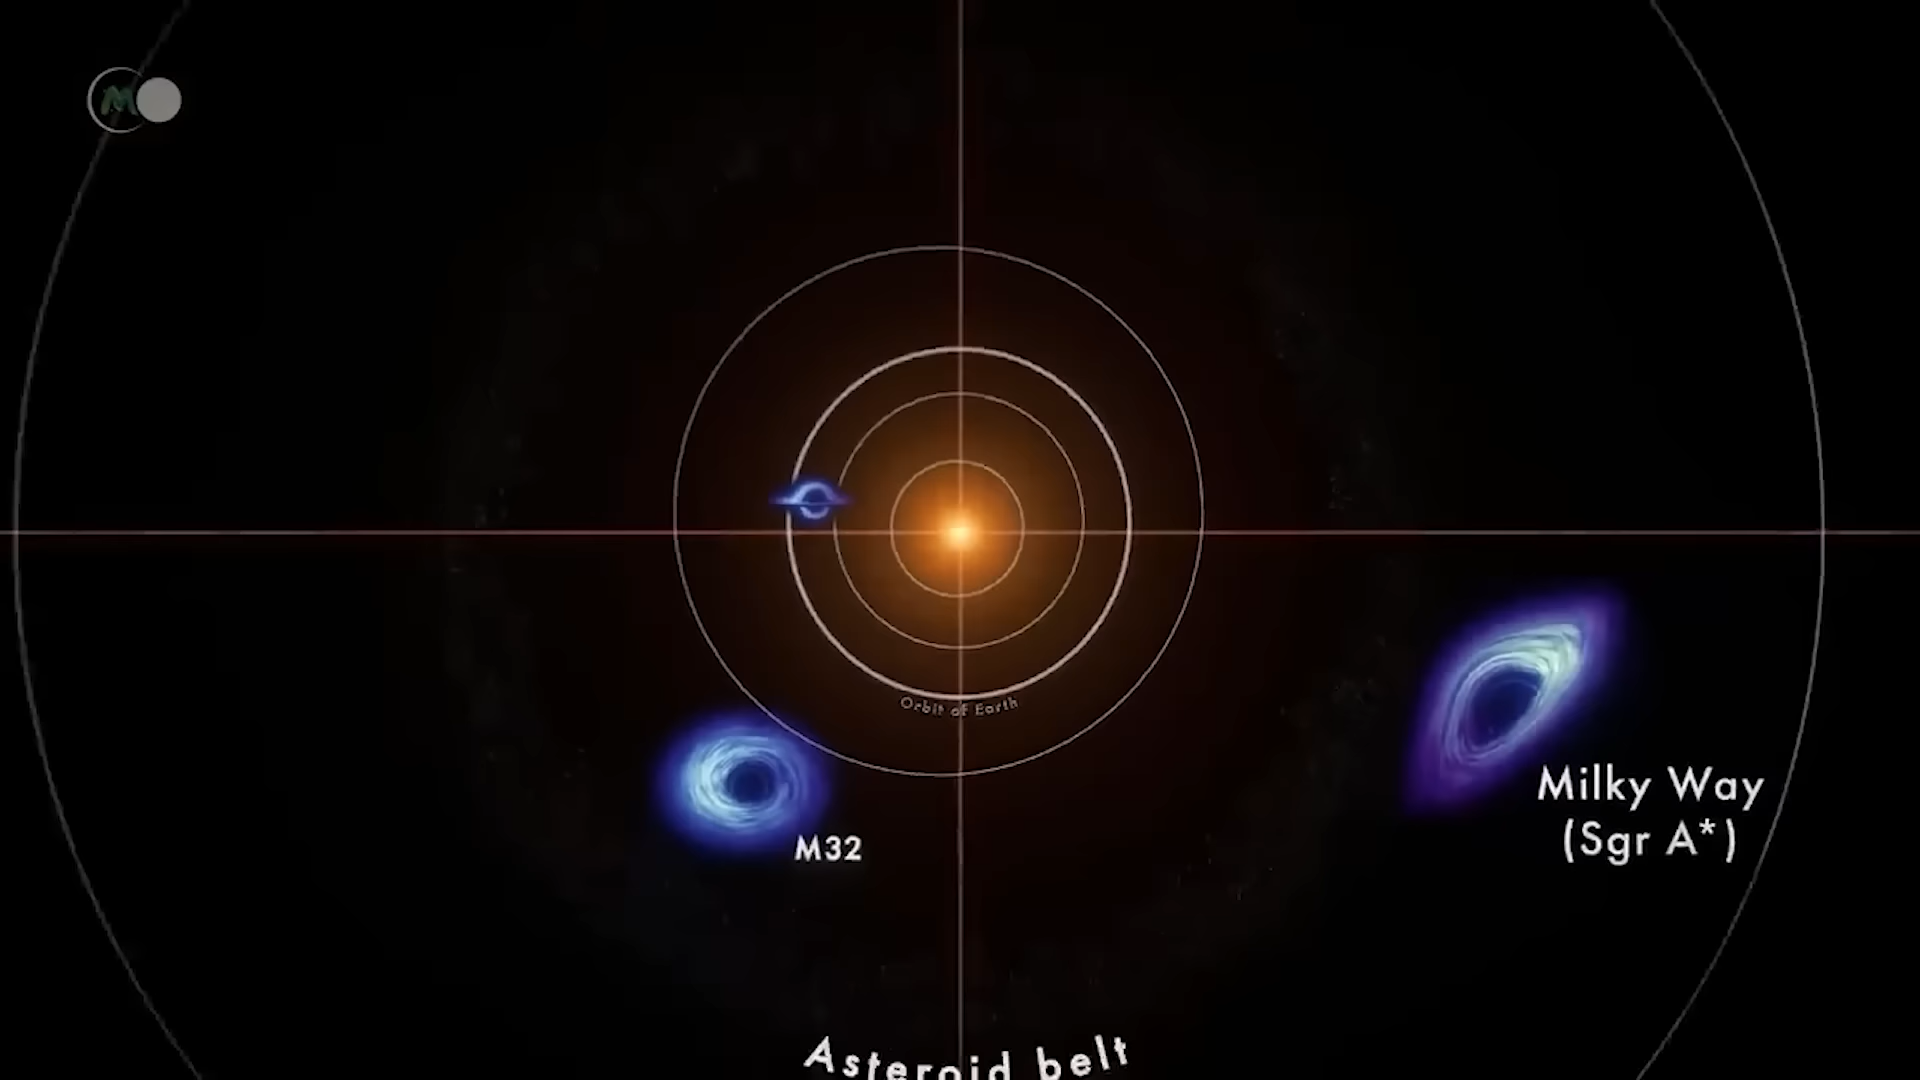 M
Orbit of Earth
M32
Milky Way
(Sgr A*)
Asteroid belt